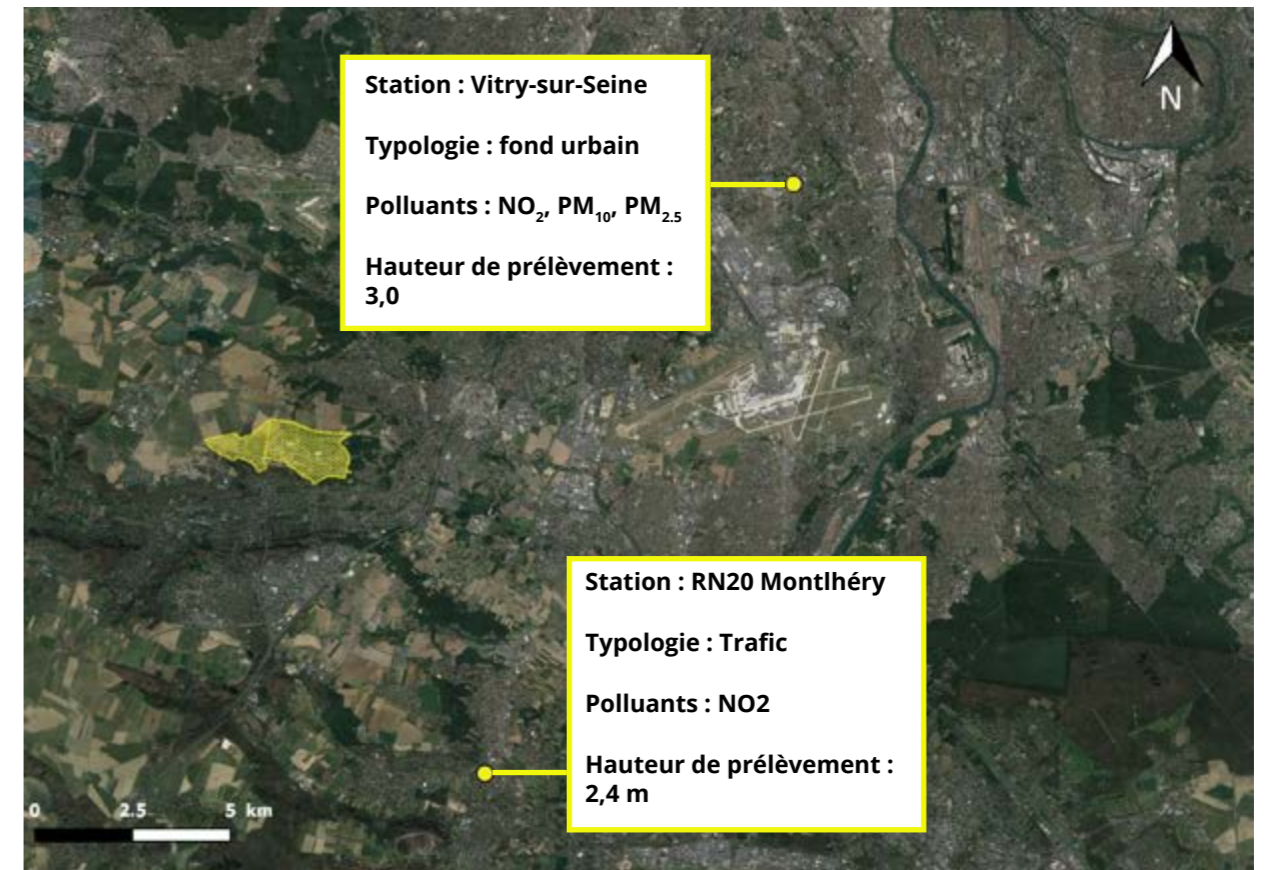 Station : Vitry-sur-Seine
Typologie : fond urbain
Polluants : NO₂, PM₁₀, PM₂.₅
Hauteur de prélèvement :
3,0
N
Station : RN20 Montlhéry
Typologie : Trafic
Polluants : NO2
Hauteur de prélèvement :
2,4 m
0 2.5 5 km